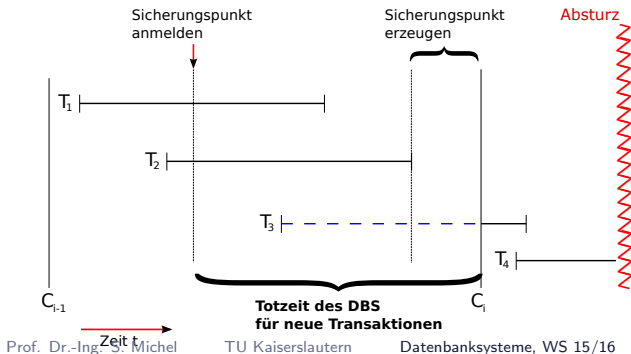 Sicherungspunkt
anmelden
Sicherungspunkt
erzeugen
Absturz
T1
T2
T3
T4
Ci-1
Ci
Totzeit des DBS
für neue Transaktionen
Zeit t
Prof. Dr.-Ing. S. Michel TU Kaiserslautern Datenbanksysteme, WS 15/16